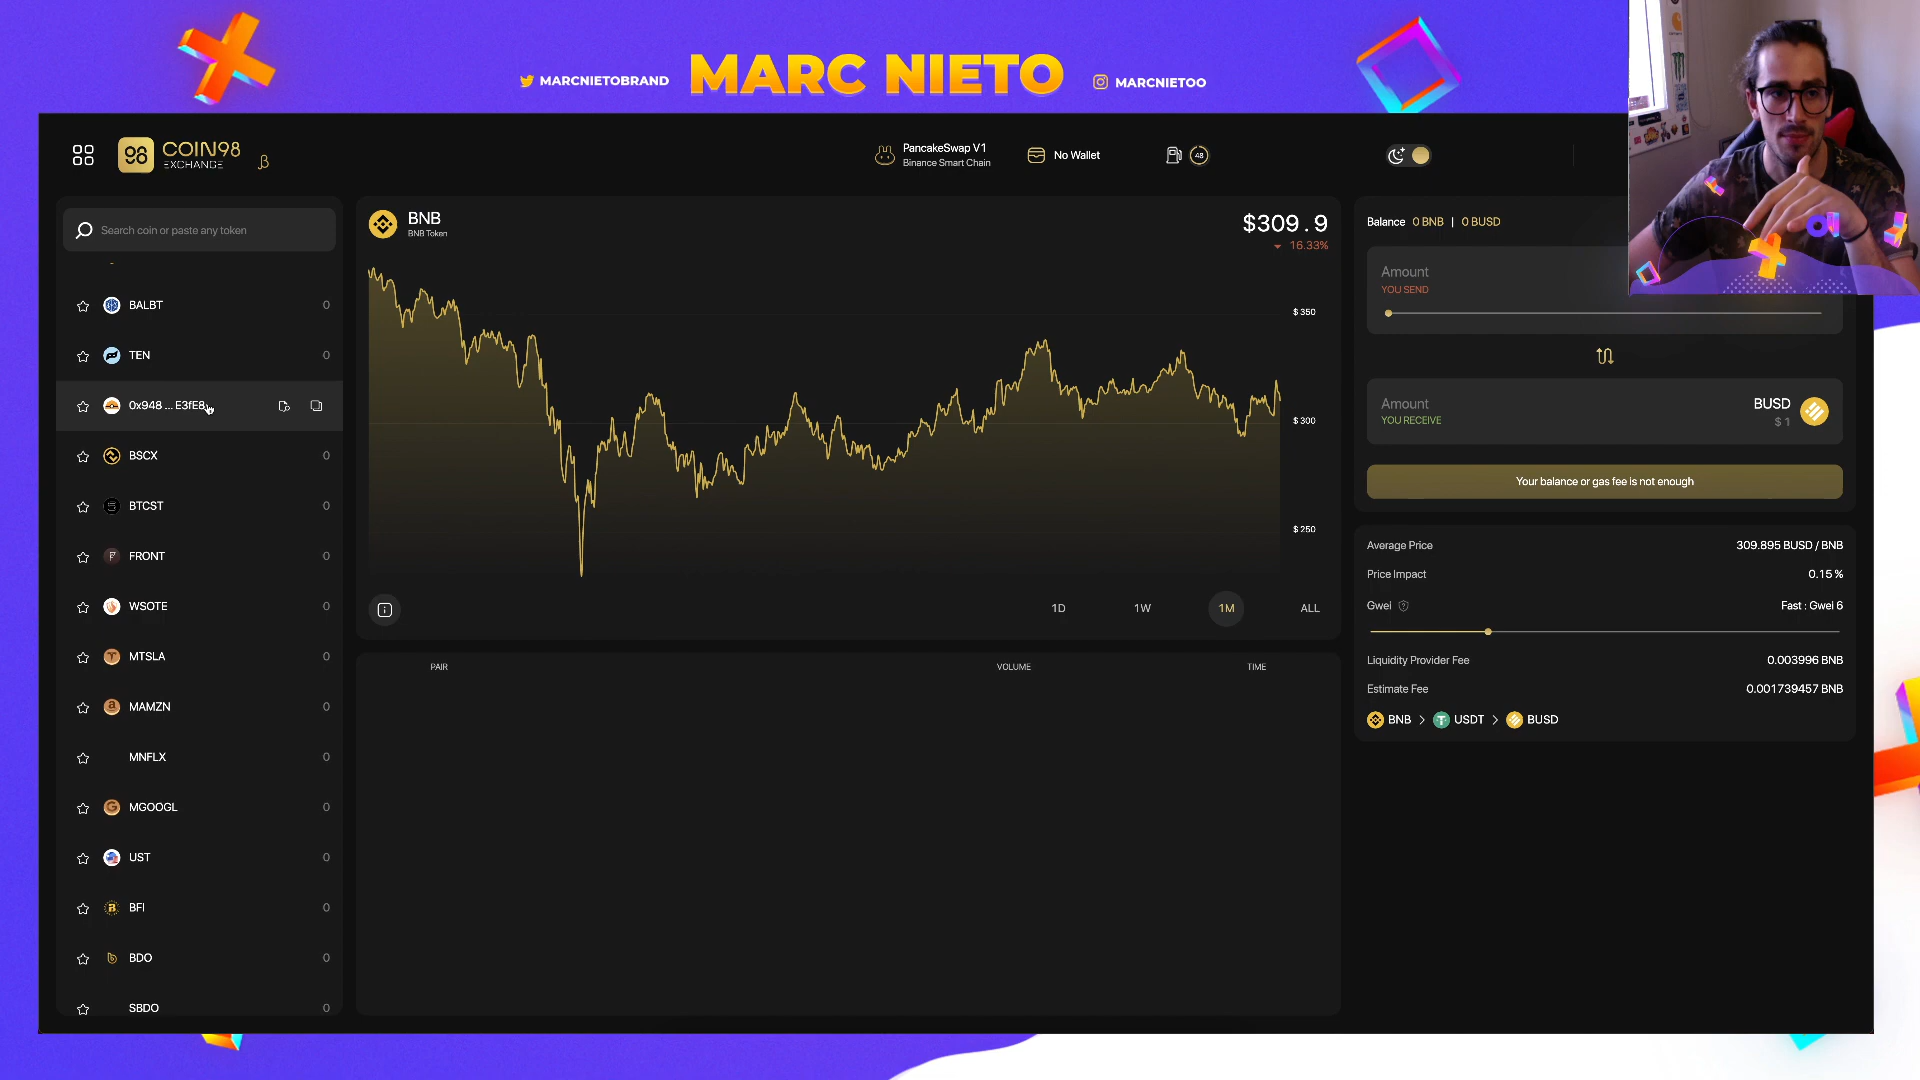 MARCNIETOBRAND
MARC NIETO
MARCNIETOO
98
COIN98
EXCHANGE
β
PancakeSwap V1
Binance Smart Chain
No Wallet
48
Search coin or paste any token
BALBT 0
TEN 0
0x948 ... E3fE8
BSCX 0
BTCST 0
FRONT 0
WSOTE 0
MTSLA 0
MAMZN 0
MNFLX 0
MGOOGL 0
UST 0
BFI 0
BDO 0
SBDO 0
BNB
BNB Token
$309.9
16.33%
$ 350
$ 300
$ 250
1D 1W 1M ALL
PAIR VOLUME TIME
Balance 0 BNB | 0 BUSD
Amount
YOU SEND
Amount
YOU RECEIVE
BUSD
$ 1
Your balance or gas fee is not enough
Average Price 309.895 BUSD / BNB
Price Impact 0.15 %
Gwei Fast : Gwei 6
Liquidity Provider Fee 0.003996 BNB
Estimate Fee 0.001739457 BNB
BNB > USDT > BUSD